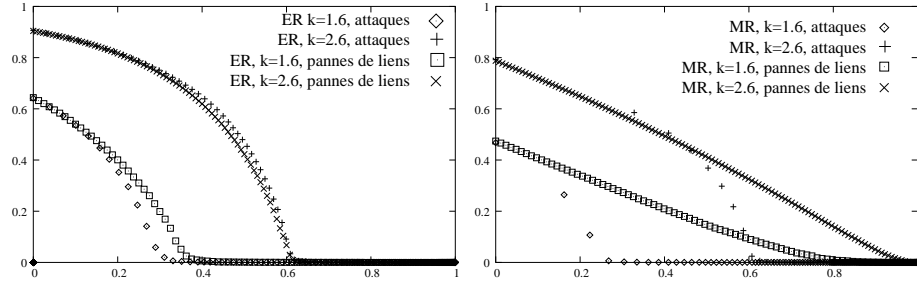 ER k=1.6, attaques
ER, k=2.6, attaques
ER, k=1.6, pannes de liens
ER, k=2.6, pannes de liens
1
0.8
0.6
0.4
0.2
0
0 0.2 0.4 0.6 0.8 1
MR, k=1.6, attaques
MR, k=2.6, attaques
MR, k=1.6, pannes de liens
MR, k=2.6, pannes de liens
1
0.8
0.6
0.4
0.2
0
0 0.2 0.4 0.6 0.8 1